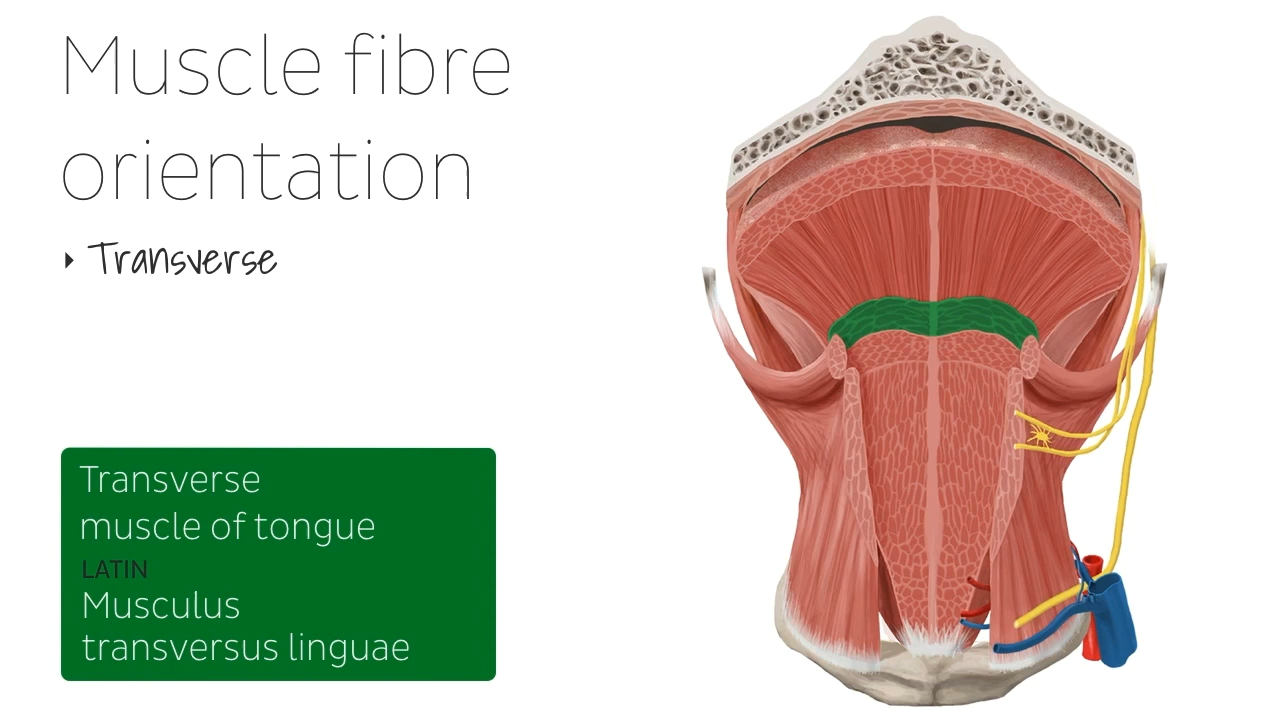 Muscle fibre
orientation
‣ Transverse
Transverse
muscle of tongue
LATIN
Musculus
transversus linguae